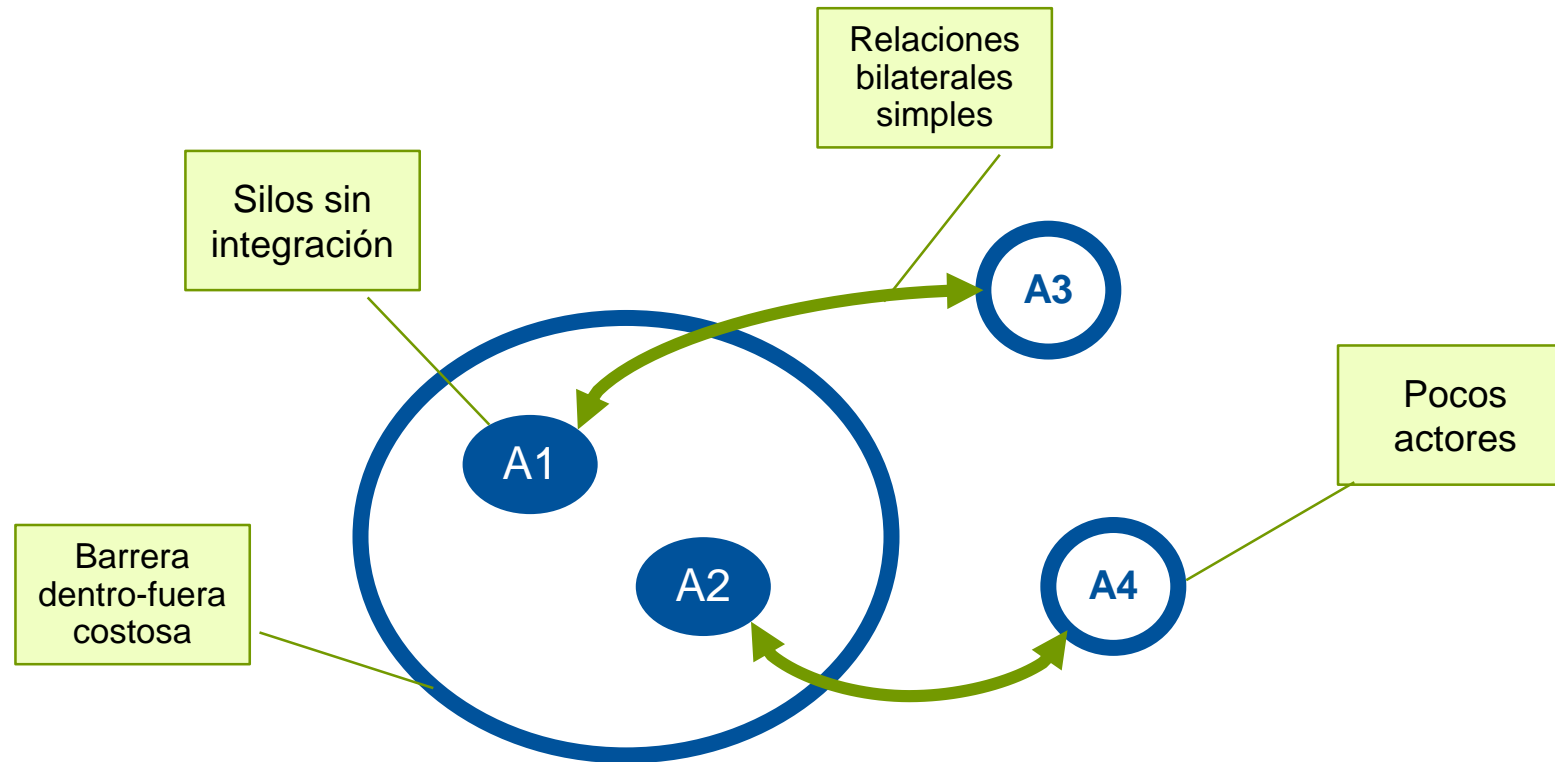 Relaciones
bilaterales
simples
Silos sin
integración
A3
Pocos
actores
A1
Barrera
dentro-fuera
costosa
A2
A4